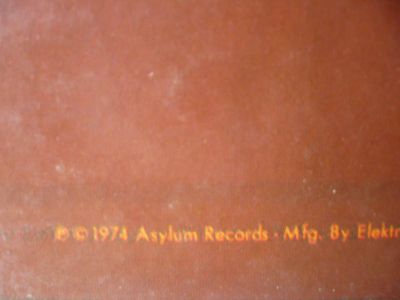 ℗ © 1974 Asylum Records · Mfg. By Elektr